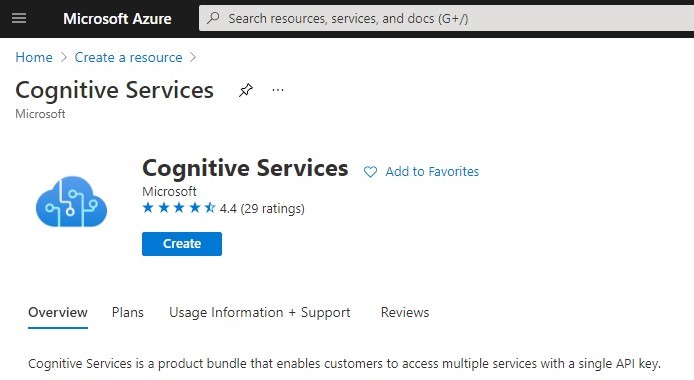 Microsoft Azure Search resources, services, and docs (G+/)
Home > Create a resource >
Cognitive Services ...
Microsoft
Cognitive Services Add to Favorites
Microsoft
4.4 (29 ratings)
Create
Overview Plans Usage Information + Support Reviews
Cognitive Services is a product bundle that enables customers to access multiple services with a single API key.